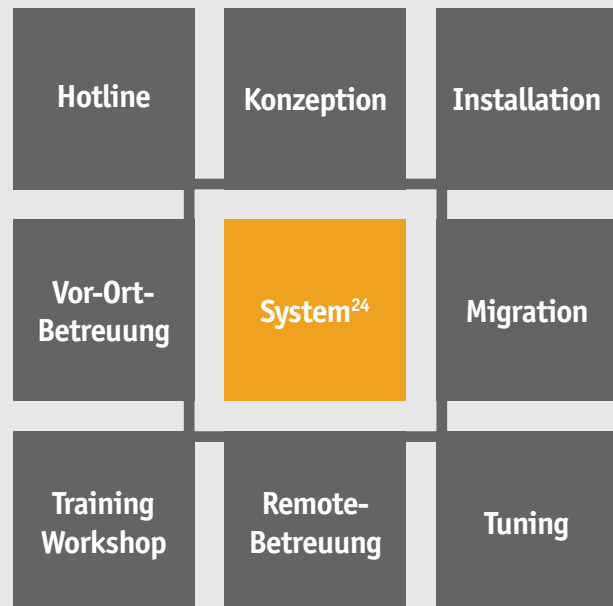 Hotline
Konzeption
Installation
Vor-Ort-
Betreuung
System²⁴
Migration
Training
Workshop
Remote-
Betreuung
Tuning